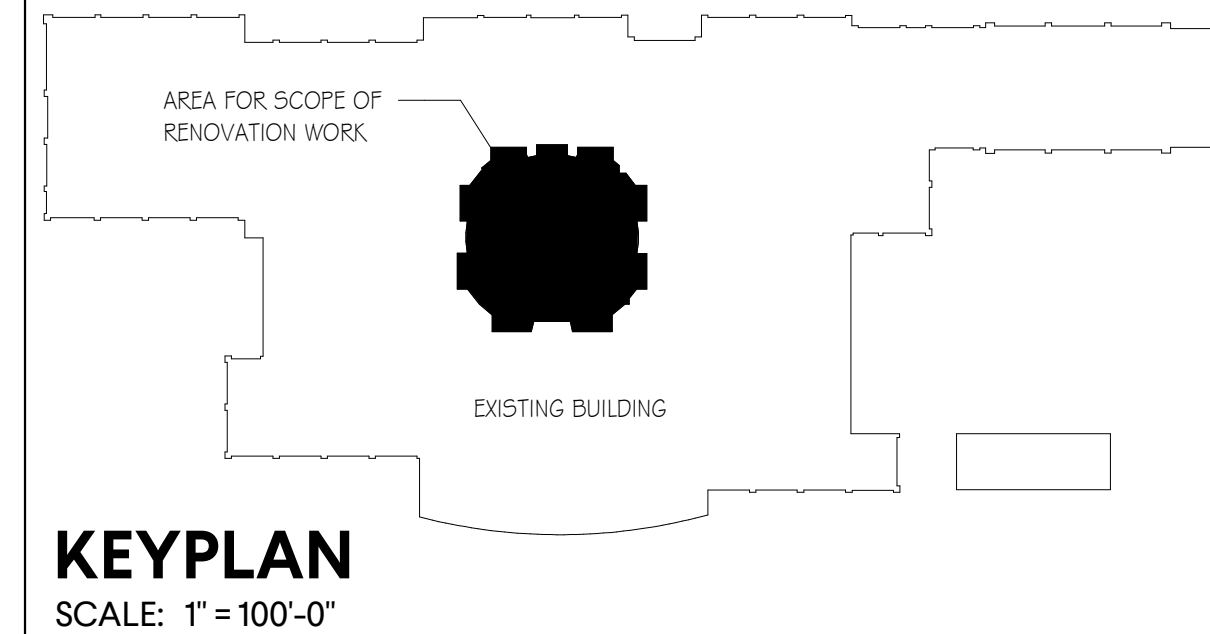 AREA FOR SCOPE OF
RENOVATION WORK
EXISTING BUILDING
KEYPLAN
SCALE: 1" = 100'-0"